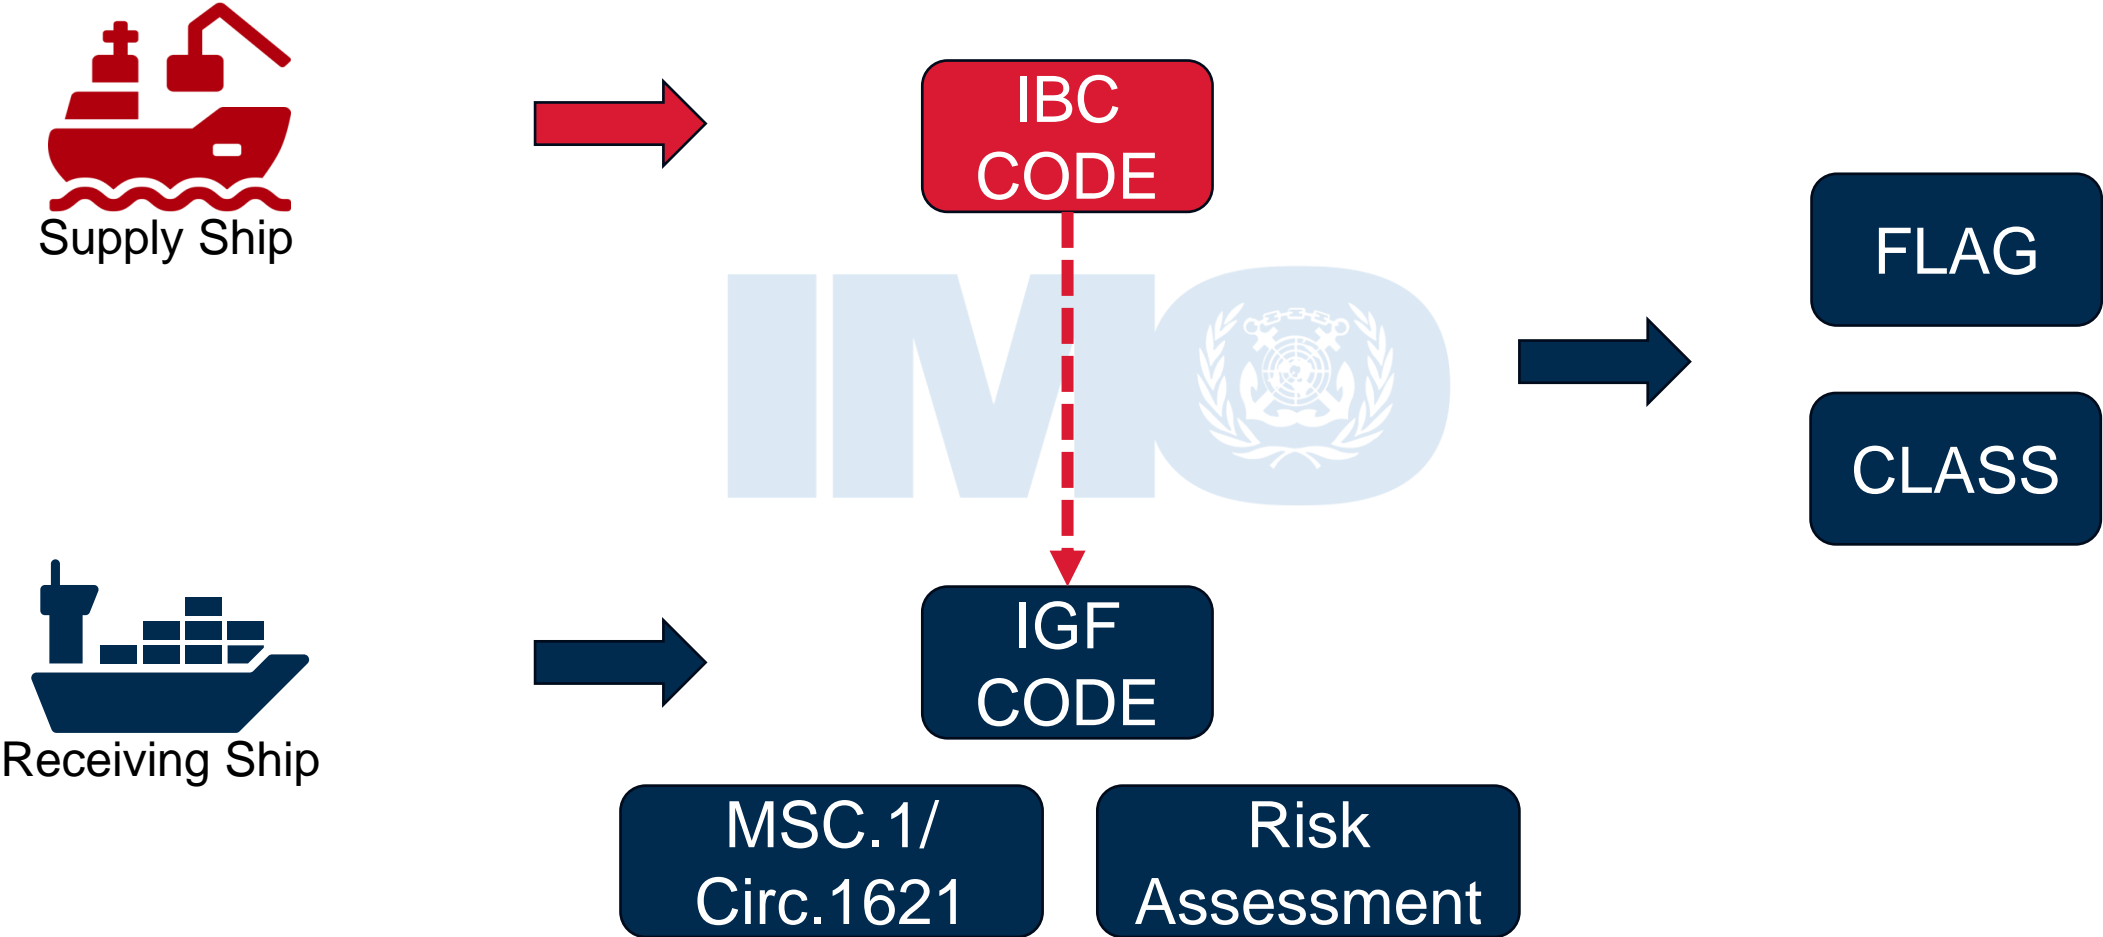 Supply Ship
IBC
CODE
FLAG
IMO
CLASS
Receiving Ship
IGF
CODE
MSC.1/
Circ.1621
Risk
Assessment